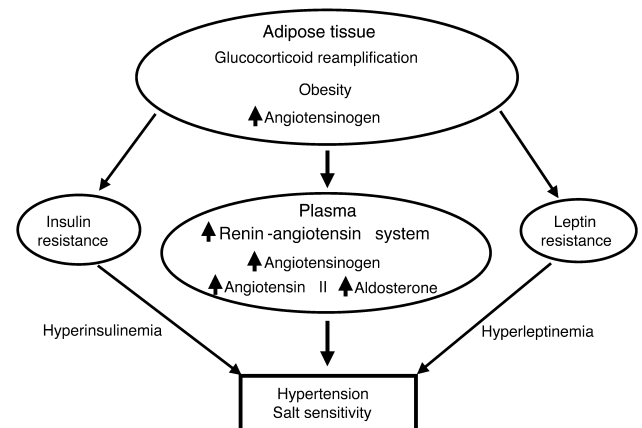 Adipose tissue
Glucocorticoid reamplification
Obesity
Angiotensinogen
Insulin
resistance
Plasma
Renin-angiotensin system
Angiotensinogen
Angiotensin II Aldosterone
Leptin
resistance
Hyperinsulinemia
Hyperleptinemia
Hypertension
Salt sensitivity